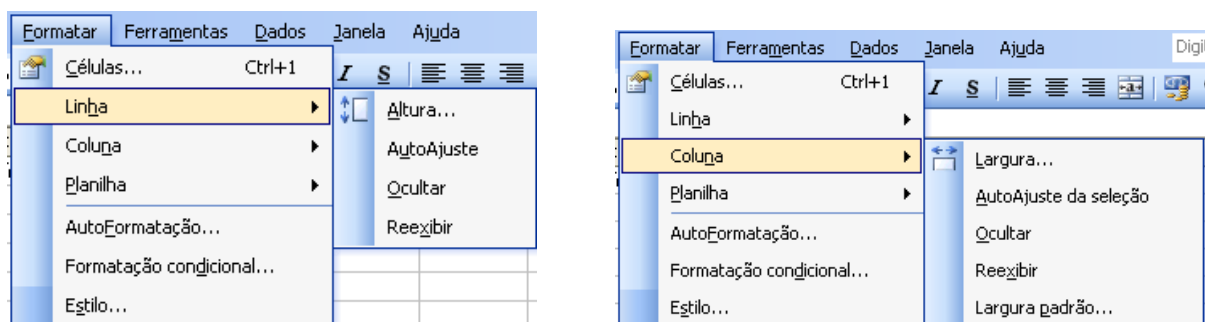 Formatar Ferramentas Dados Janela Ajuda
Células... Ctrl+1 I S
Linha
Coluna
Planilha
AutoFormatação...
Formatação condicional...
Estilo...
Altura...
AutoAjuste
Ocultar
Reexibir
Formatar Ferramentas Dados Janela Ajuda Digi
Células... Ctrl+1 I S
Linha
Coluna
Planilha
AutoFormatação...
Formatação condicional...
Estilo...
Largura...
AutoAjuste da seleção
Ocultar
Reexibir
Largura padrão...